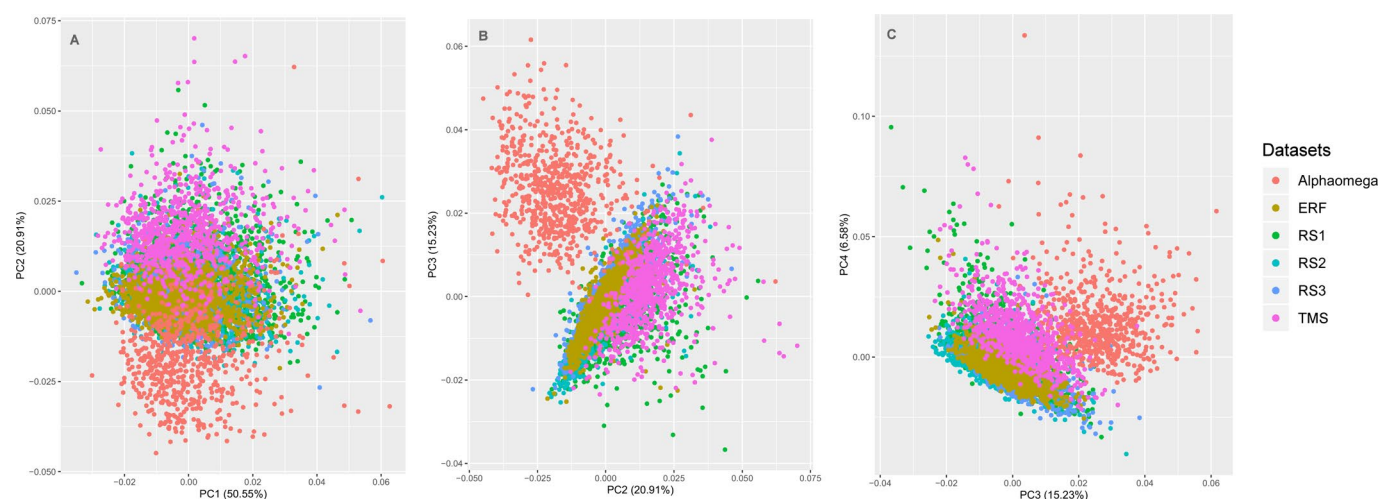 A
0.075
0.050
0.025
0.000
−0.025
−0.050
PC2 (20.91%)
−0.02 0.00 0.02 0.04 0.06
PC1 (50.55%)
B
0.06
0.04
0.02
0.00
−0.02
−0.04
PC3 (15.23%)
−0.050 −0.025 0.000 0.025 0.050 0.075
PC2 (20.91%)
C
0.10
0.05
0.00
PC4 (6.58%)
−0.04 −0.02 0.00 0.02 0.04 0.06
PC3 (15.23%)
Datasets
Alphaomega
ERF
RS1
RS2
RS3
TMS